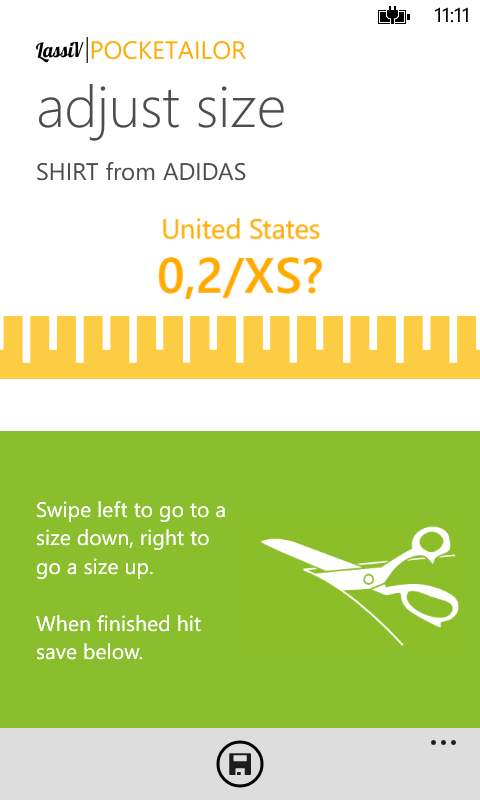 11:11
LassiV|POCKETAILOR
adjust size
SHIRT from ADIDAS
United States
0,2/XS?
Swipe left to go to a
size down, right to
go a size up.
When finished hit
save below.